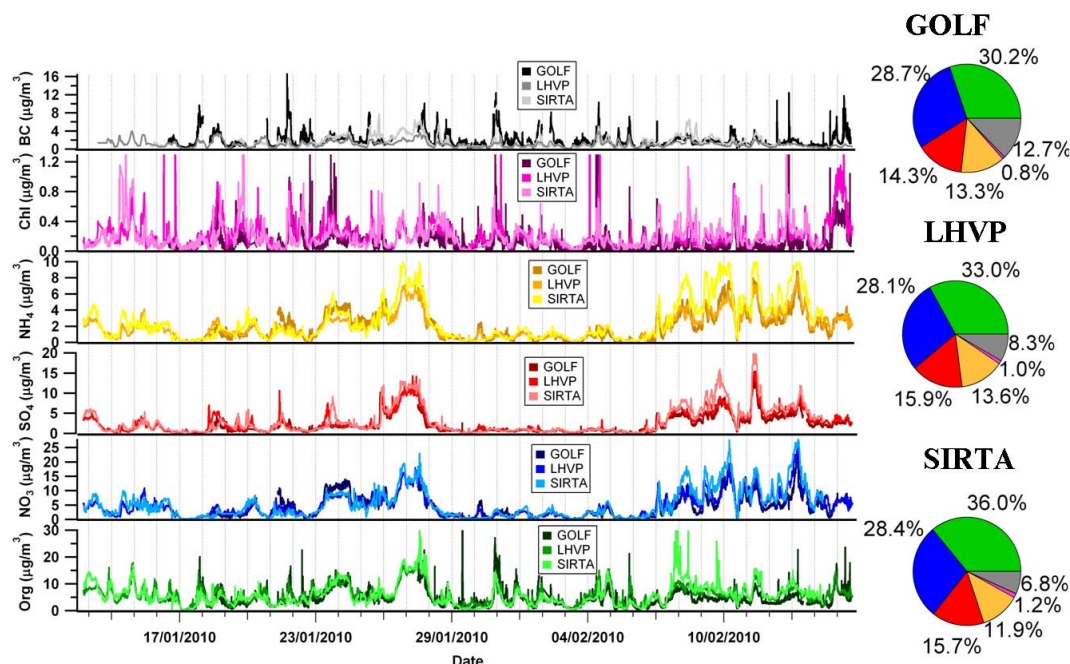 BC (µg/m³)
16
12
8
4
0
GOLF
LHVP
SIRTA
Chl (µg/m³)
1.2
0.8
0.4
0.0
GOLF
LHVP
SIRTA
NH₄ (µg/m³)
10
8
6
4
2
0
GOLF
LHVP
SIRTA
SO₄ (µg/m³)
20
15
10
5
0
GOLF
LHVP
SIRTA
NO₃ (µg/m³)
25
20
15
10
5
0
GOLF
LHVP
SIRTA
Org (µg/m³)
30
20
10
0
GOLF
LHVP
SIRTA
17/01/2010 23/01/2010 29/01/2010 04/02/2010 10/02/2010
Date
GOLF
30.2%
28.7%
12.7%
0.8%
14.3%
13.3%
LHVP
33.0%
28.1%
8.3%
1.0%
15.9%
13.6%
SIRTA
36.0%
28.4%
6.8%
1.2%
11.9%
15.7%